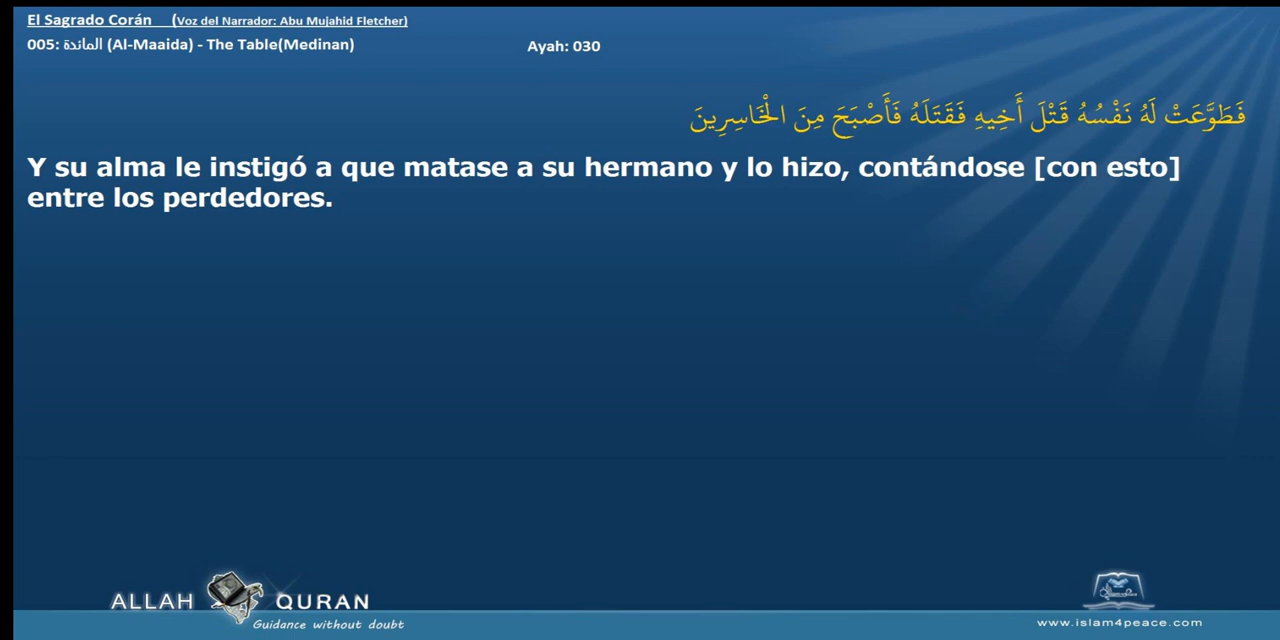 El Sagrado Corán (Voz del Narrador: Abu Mujahid Fletcher)
005: المائدة (Al-Maaida) - The Table(Medinan) Ayah: 030
فَطَوَّعَتْ لَهُ نَفْسُهُ قَتْلَ أَخِيهِ فَقَتَلَهُ فَأَصْبَحَ مِنَ الْخَاسِرِينَ
Y su alma le instigó a que matase a su hermano y lo hizo, contándose [con esto]
entre los perdedores.
ALLAH QURAN
Guidance without doubt
www.islam4peace.com